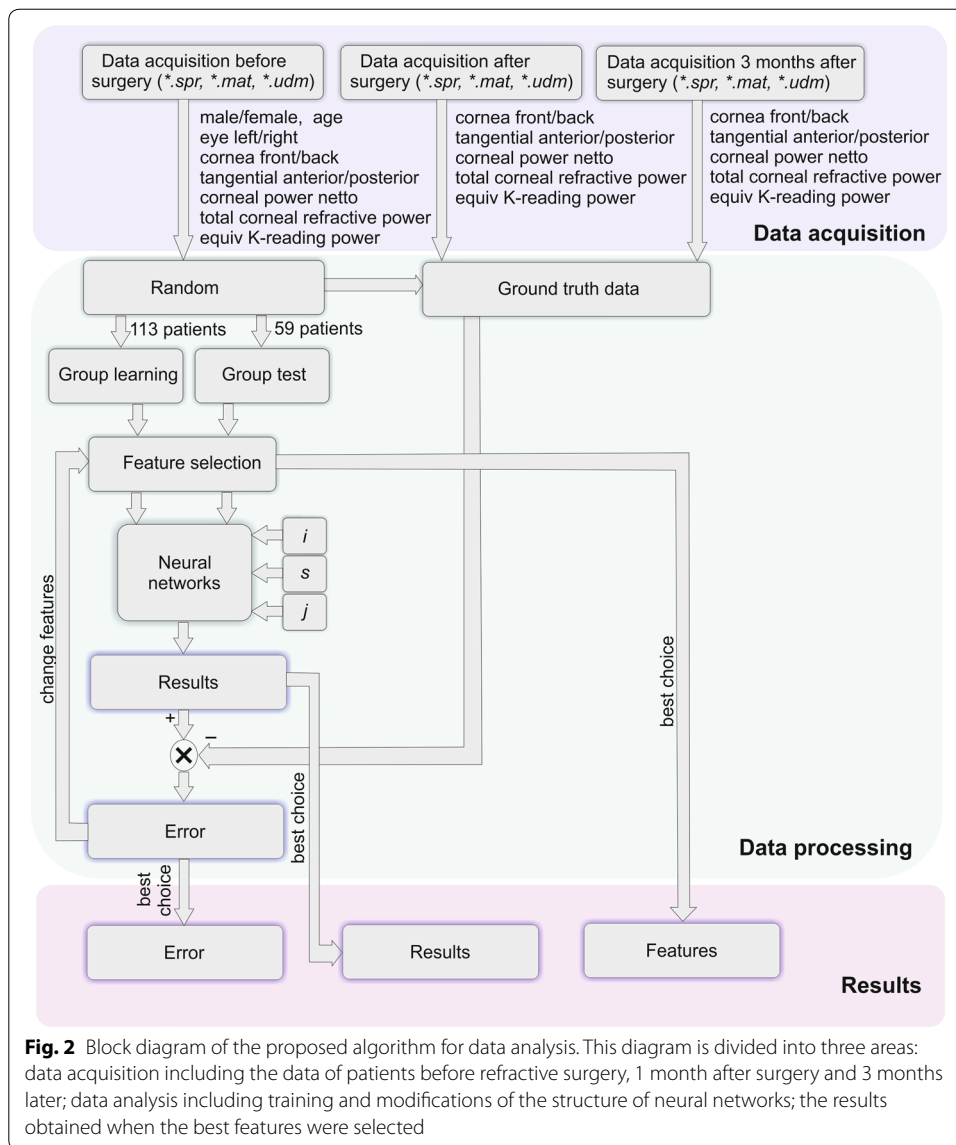 Data acquisition before
surgery (*.spr, *.mat, *.udm)
Data acquisition after
surgery (*.spr, *.mat, *.udm)
Data acquisition 3 months after
surgery (*.spr, *.mat, *.udm)
male/female, age
eye left/right
cornea front/back
tangential anterior/posterior
corneal power netto
total corneal refractive power
equiv K-reading power
cornea front/back
tangential anterior/posterior
corneal power netto
total corneal refractive power
equiv K-reading power
cornea front/back
tangential anterior/posterior
corneal power netto
total corneal refractive power
equiv K-reading power
Data acquisition
Random
Ground truth data
113 patients
59 patients
Group learning
Group test
Feature selection
Neural
networks
i
s
j
change features
Results
+
−
×
best choice
best choice
Error
Data processing
best
choice
Error
Results
Features
Results
Fig. 2 Block diagram of the proposed algorithm for data analysis. This diagram is divided into three areas:
data acquisition including the data of patients before refractive surgery, 1 month after surgery and 3 months
later; data analysis including training and modifications of the structure of neural networks; the results
obtained when the best features were selected